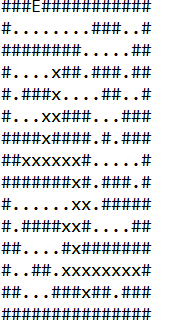 ###E###########
#........###..#
########.....##
#....x##.###.##
#.###x....##..#
#...xx###...###
####x####.#.###
##xxxxxx#.....#
#######x#.###.#
#......xx.#####
#.####xx#....##
##....#x#######
#..##.xxxxxxxx#
##...###x##.###
###############